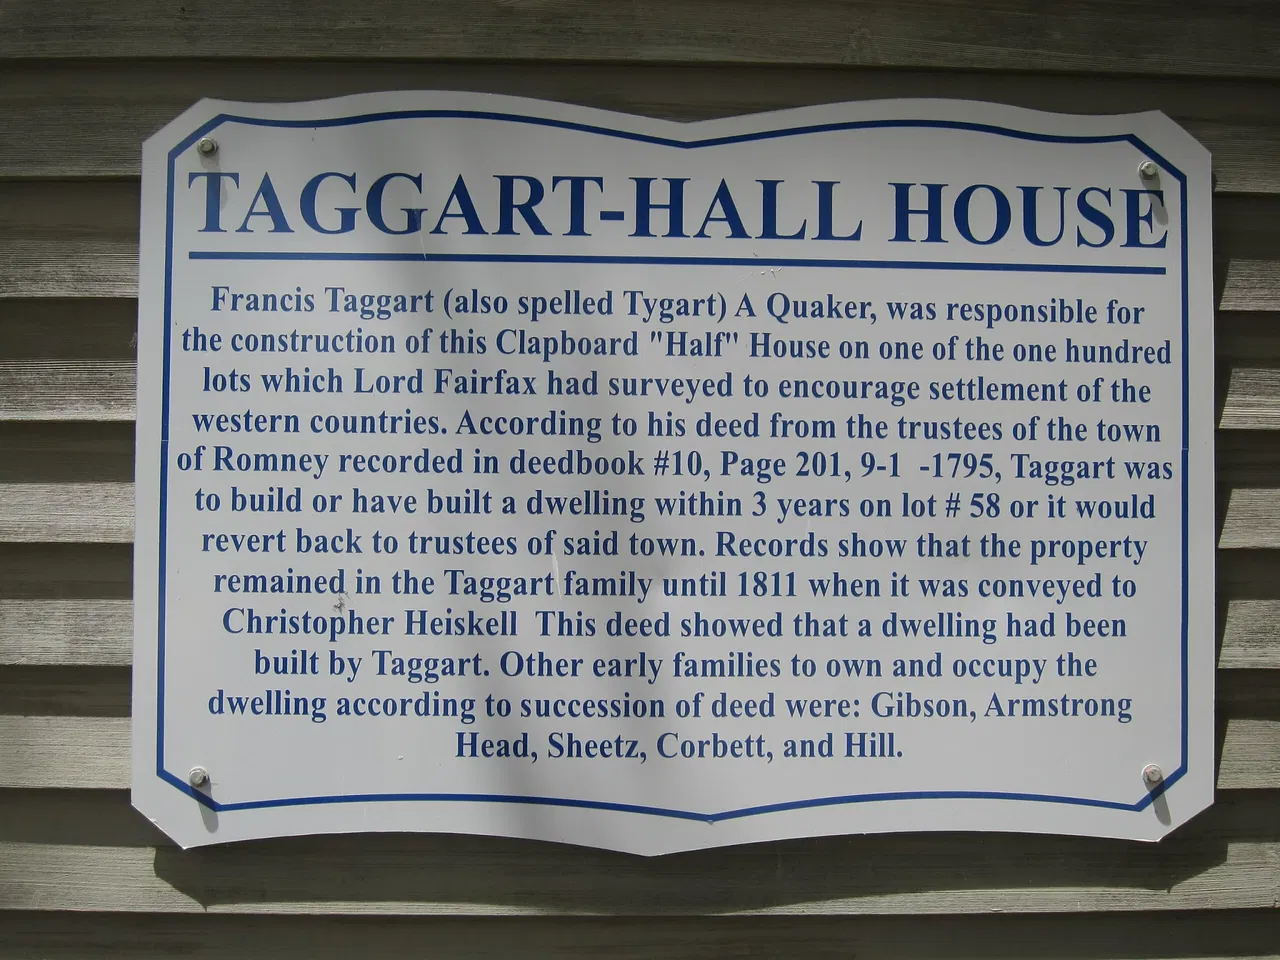 TAGGART-HALL HOUSE
Francis Taggart (also spelled Tygart) A Quaker, was responsible for
the construction of this Clapboard "Half" House on one of the one hundred
lots which Lord Fairfax had surveyed to encourage settlement of the
western countries. According to his deed from the trustees of the town
of Romney recorded in deedbook #10, Page 201, 9-1  -1795, Taggart was
to build or have built a dwelling within 3 years on lot # 58 or it would
revert back to trustees of said town. Records show that the property
remained in the Taggart family until 1811 when it was conveyed to
Christopher Heiskell  This deed showed that a dwelling had been
built by Taggart. Other early families to own and occupy the
dwelling according to succession of deed were: Gibson, Armstrong
Head, Sheetz, Corbett, and Hill.